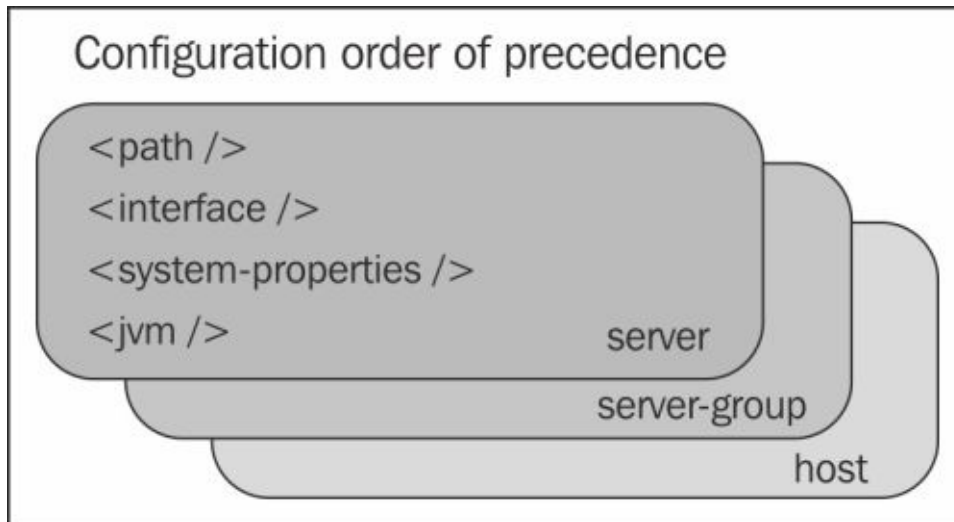 Configuration order of precedence
<path />
<interface />
<system-properties />
<jvm />
server
server-group
host